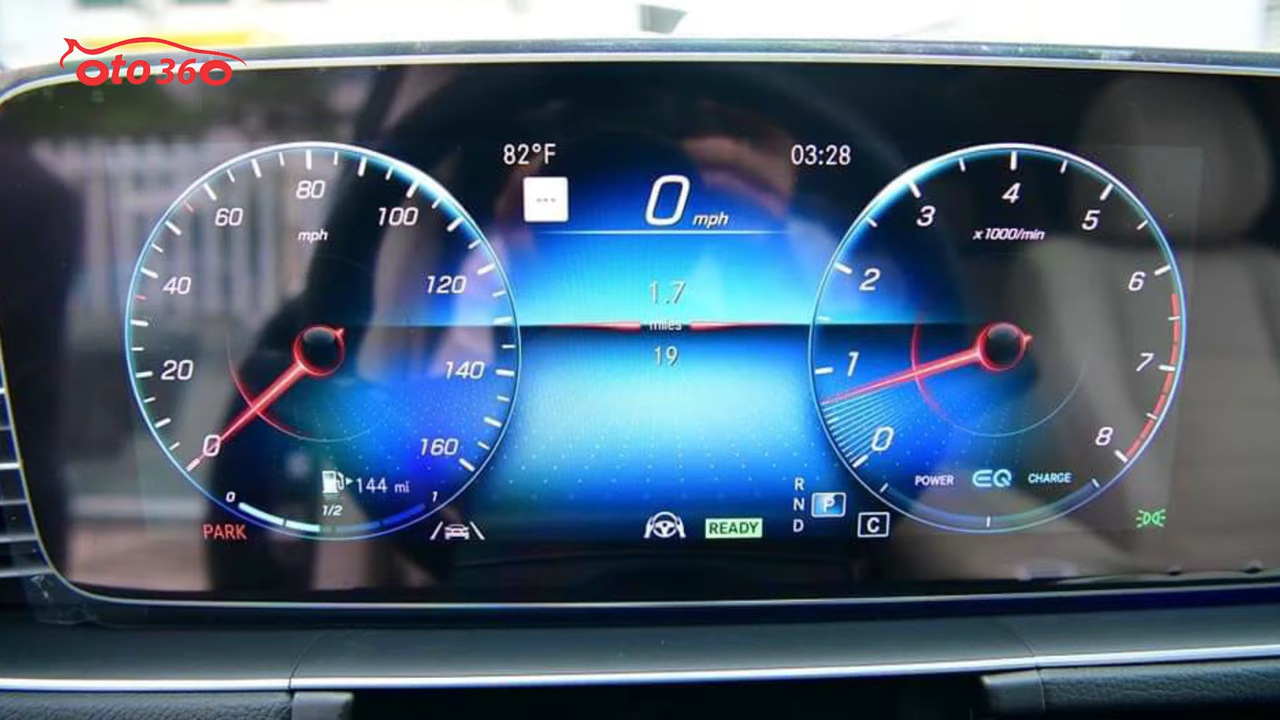 oto360
82°F
03:28
---
0 mph
80
60
100
mph
40
120
20
140
0
160
144 mi
0
1/2
1
PARK
1.7
miles
19
READY
R
N
P
D
C
4
3
5
x1000/min
2
6
1
7
0
8
POWER
EQ
CHARGE